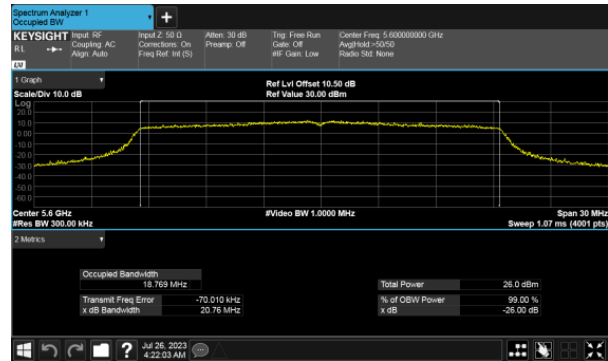 Spectrum Analyzer 1
Occupied BW
+
KEYSIGHT Input: RF Input Z: 50 Ω Atten: 30 dB Trig: Free Run Center Freq: 5.600000000 GHz
RL Coupling: AC Corrections: On Preamp: Off Gate: Off Avg|Hold:>50/50
Align: Auto Freq Ref: Int (S) #IF Gain: Low Radio Std: None
LXI
1 Graph
Ref Lvl Offset 10.50 dB
Scale/Div 10.0 dB Ref Value 30.00 dBm
Log
20.0
10.0
0.00
-10.0
-20.0
-30.0
-40.0
-50.0
-60.0
Center 5.6 GHz #Video BW 1.0000 MHz Span 30 MHz
#Res BW 300.00 kHz Sweep 1.07 ms (4001 pts)
2 Metrics
Occupied Bandwidth
18.769 MHz Total Power 26.0 dBm
Transmit Freq Error -70.010 kHz % of OBW Power 99.00 %
x dB Bandwidth 20.76 MHz x dB -26.00 dB
? Jul 26, 2023
4:22:03 AM